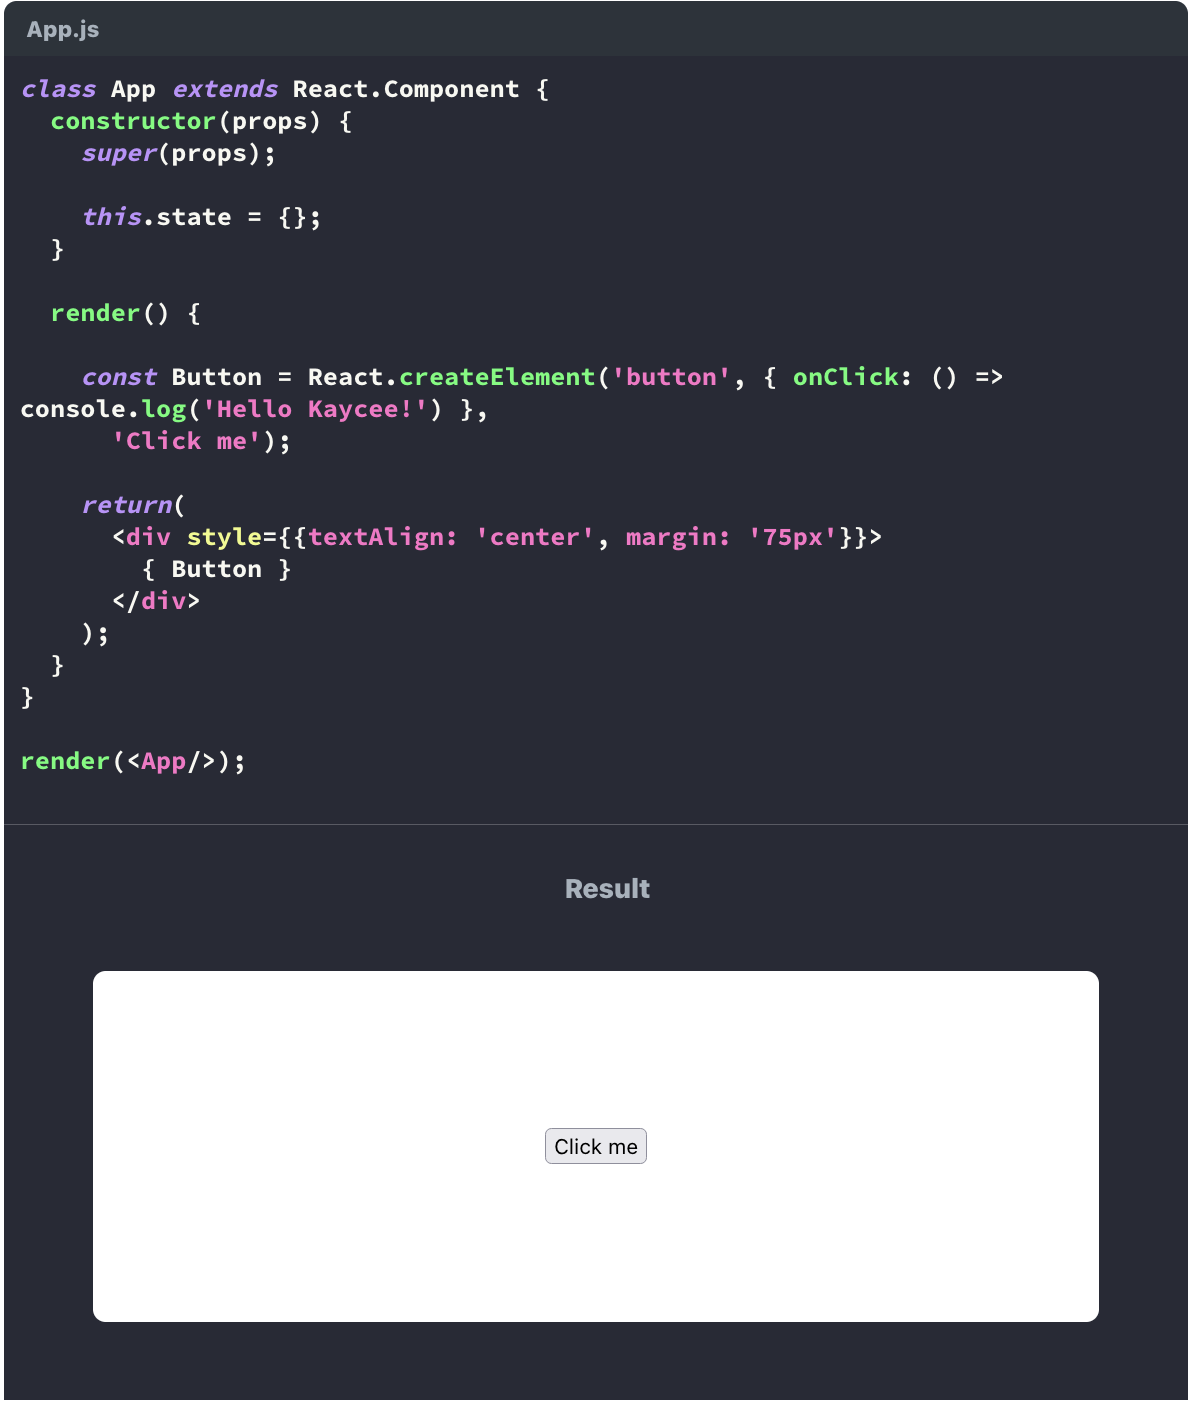 App.js
class App extends React.Component {
  constructor(props) {
    super(props);
    this.state = {};
  }
  render() {
    const Button = React.createElement('button', { onClick: () =>
console.log('Hello Kaycee!') },
      'Click me');
    return(
      <div style={{textAlign: 'center', margin: '75px'}}>
        { Button }
      </div>
    );
  }
}
render(<App/>);
Result
Click me